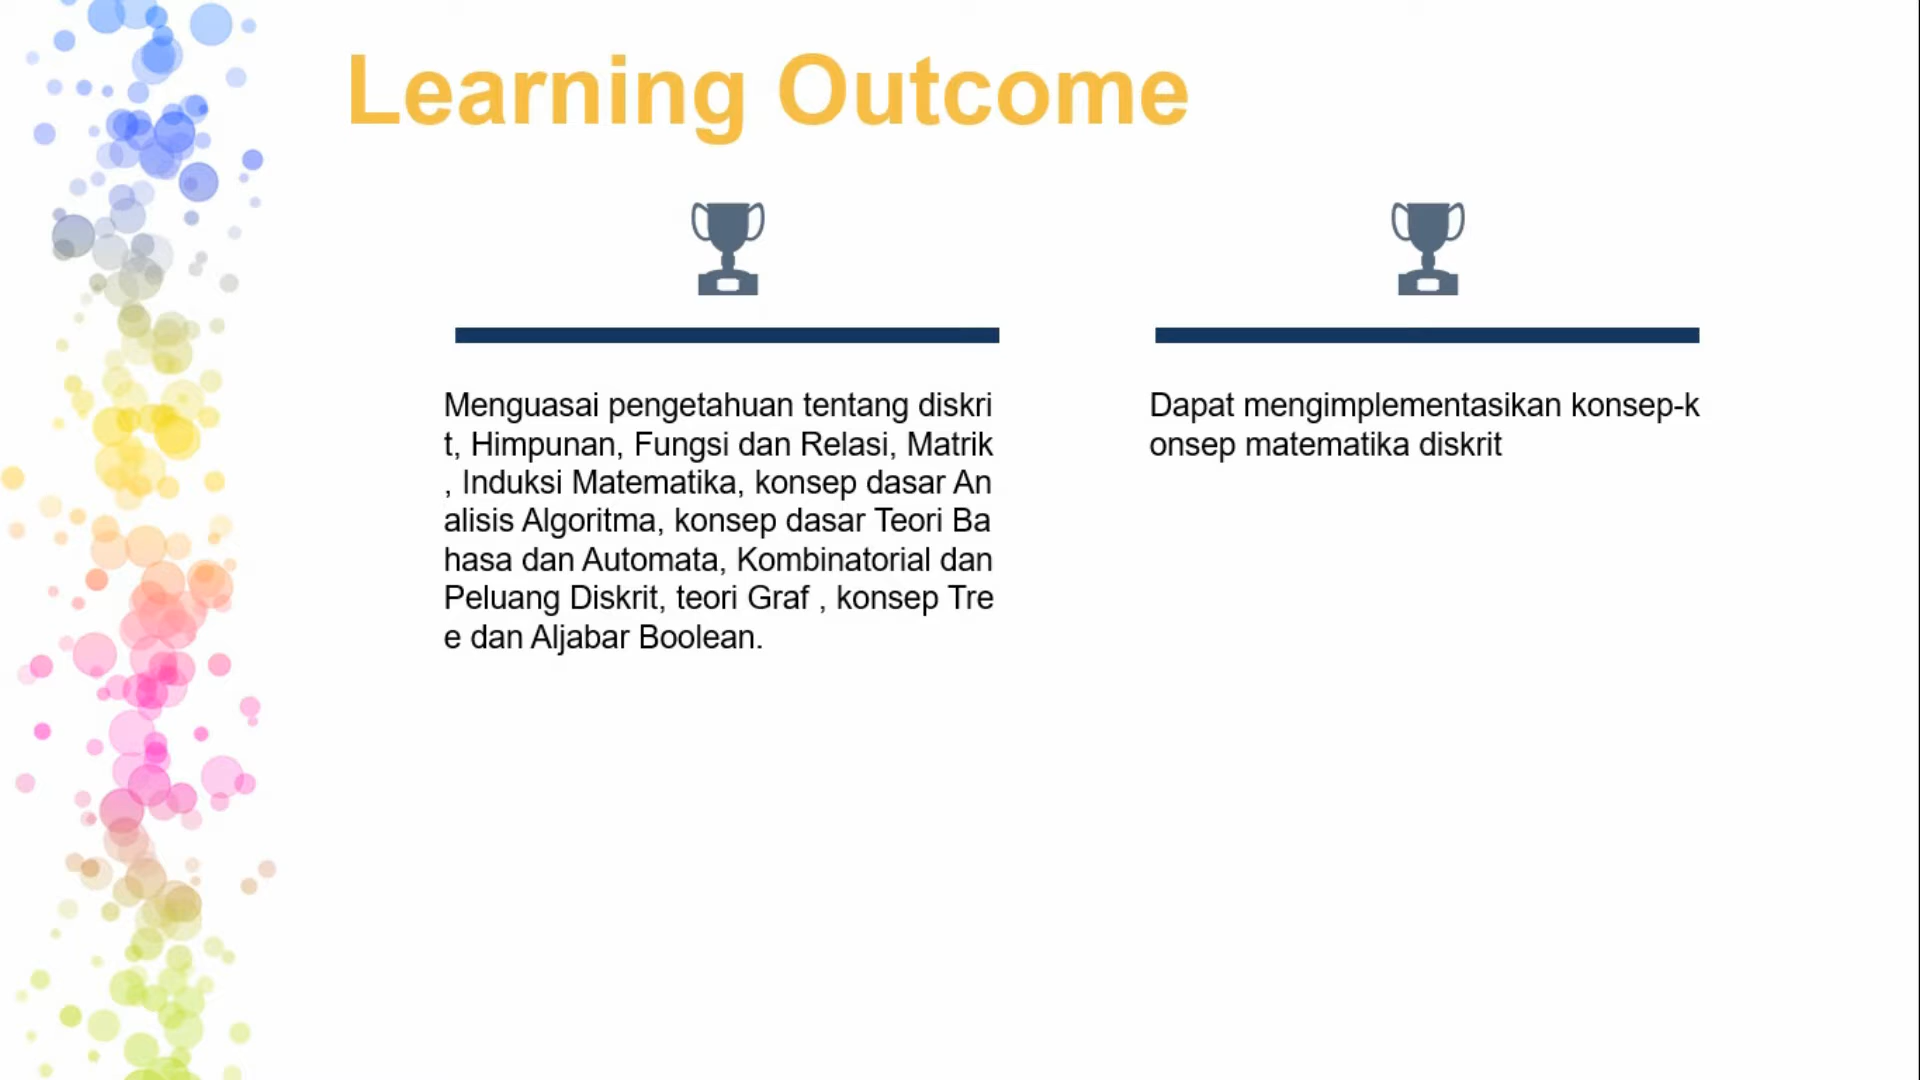 Learning Outcome
Menguasai pengetahuan tentang diskri
t, Himpunan, Fungsi dan Relasi, Matrik
, Induksi Matematika, konsep dasar An
alisis Algoritma, konsep dasar Teori Ba
hasa dan Automata, Kombinatorial dan
Peluang Diskrit, teori Graf , konsep Tre
e dan Aljabar Boolean.
Dapat mengimplementasikan konsep-k
onsep matematika diskrit